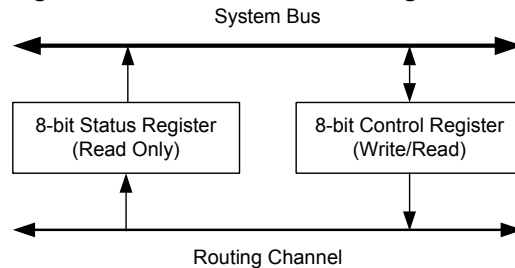 System Bus
8-bit Status Register
(Read Only)
8-bit Control Register
(Write/Read)
Routing Channel